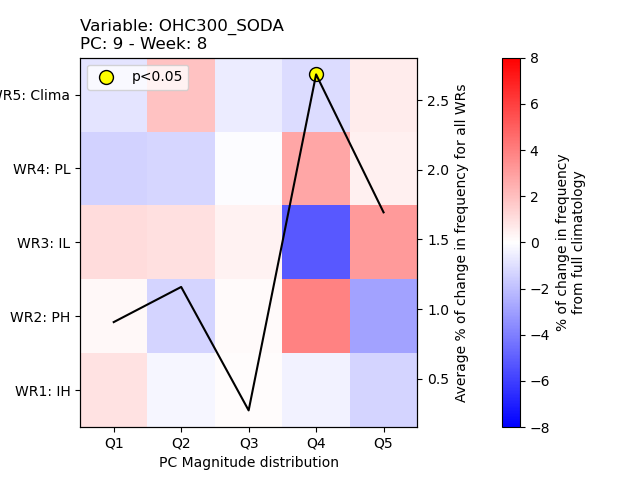 Variable: OHC300_SODA
PC: 9 - Week: 8
p<0.05
WR5: Clima
WR4: PL
WR3: IL
WR2: PH
WR1: IH
Q1 Q2 Q3 Q4 Q5
PC Magnitude distribution
2.5
2.0
1.5
1.0
0.5
Average % of change in frequency for all WRs
8
6
4
2
0
−2
−4
−6
−8
% of change in frequency
from full climatology